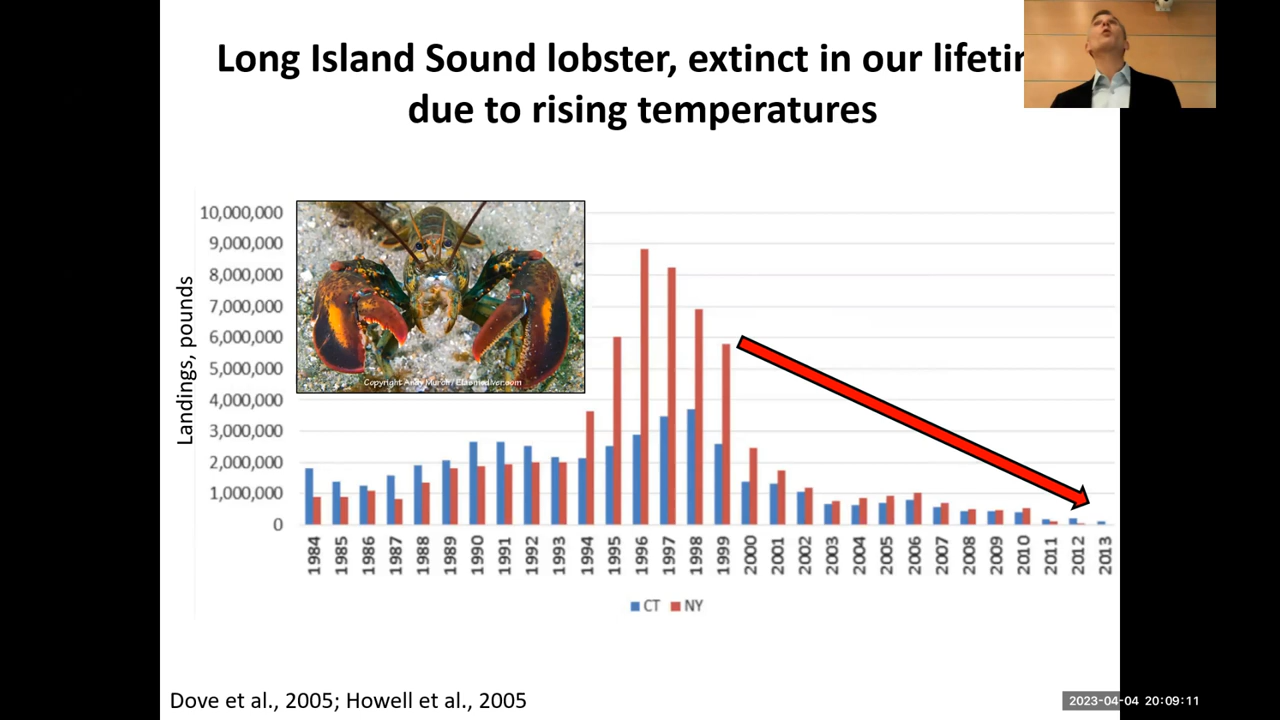 Long Island Sound lobster, extinct in our
due to rising temperatures
Landings, pounds
10,000,000
9,000,000
8,000,000
7,000,000
6,000,000
5,000,000
4,000,000
3,000,000
2,000,000
1,000,000
0
1984 1985 1986 1987 1988 1989 1990 1991 1992 1993 1994 1995 1996 1997 1998 1999 2000 2001 2002 2003 2004 2005 2006 2007 2008 2009 2010 2011 2012 2013
CT NY
Copyright Andy
Dove et al., 2005; Howell et al., 2005
2023-04-04 20:09:11